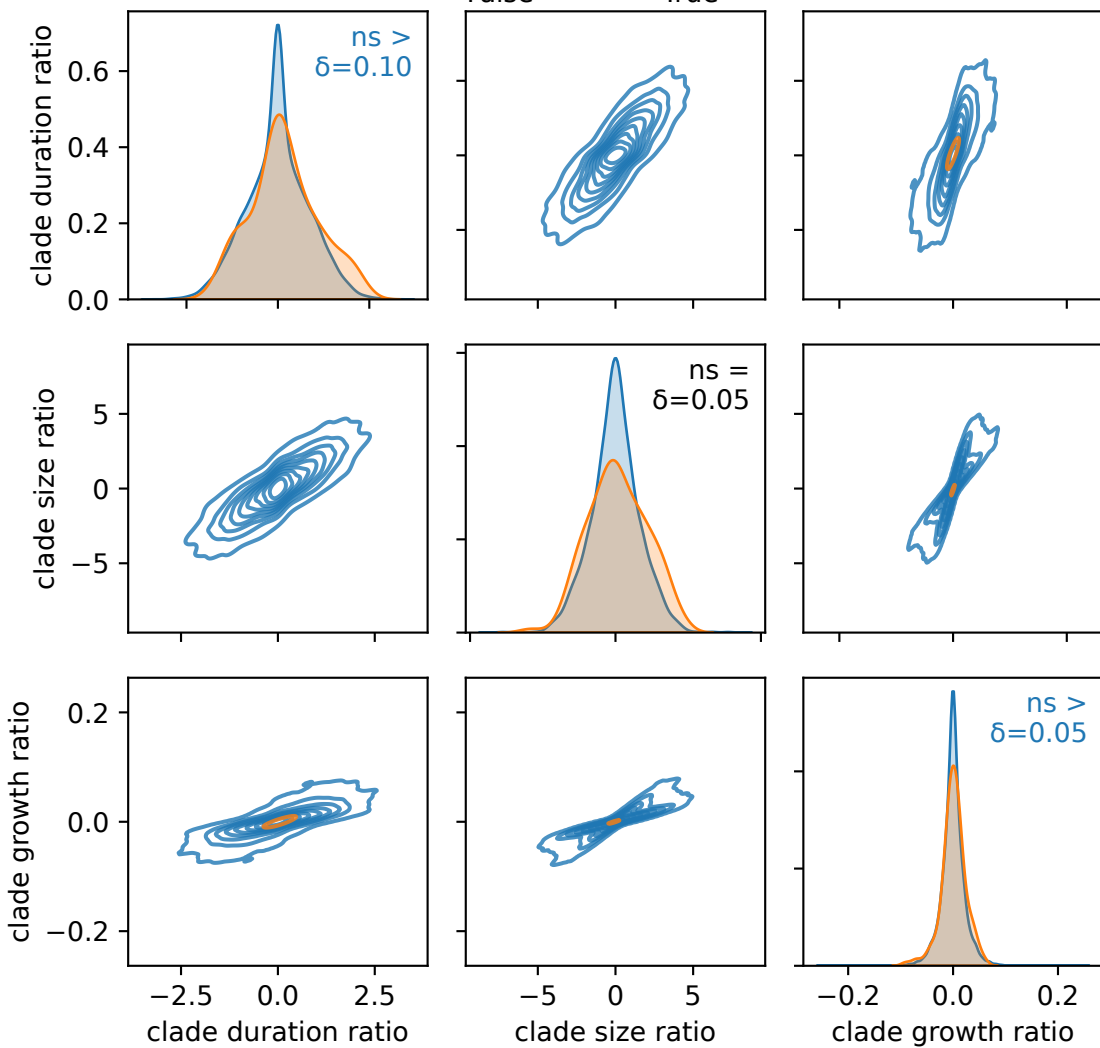 ns >
δ=0.10
clade duration ratio
0.6
0.4
0.2
0.0
ns =
δ=0.05
clade size ratio
5
0
−5
ns >
δ=0.05
clade growth ratio
0.2
0.0
−0.2
−2.5 0.0 2.5
−5 0 5
−0.2 0.0 0.2
clade duration ratio
clade size ratio
clade growth ratio